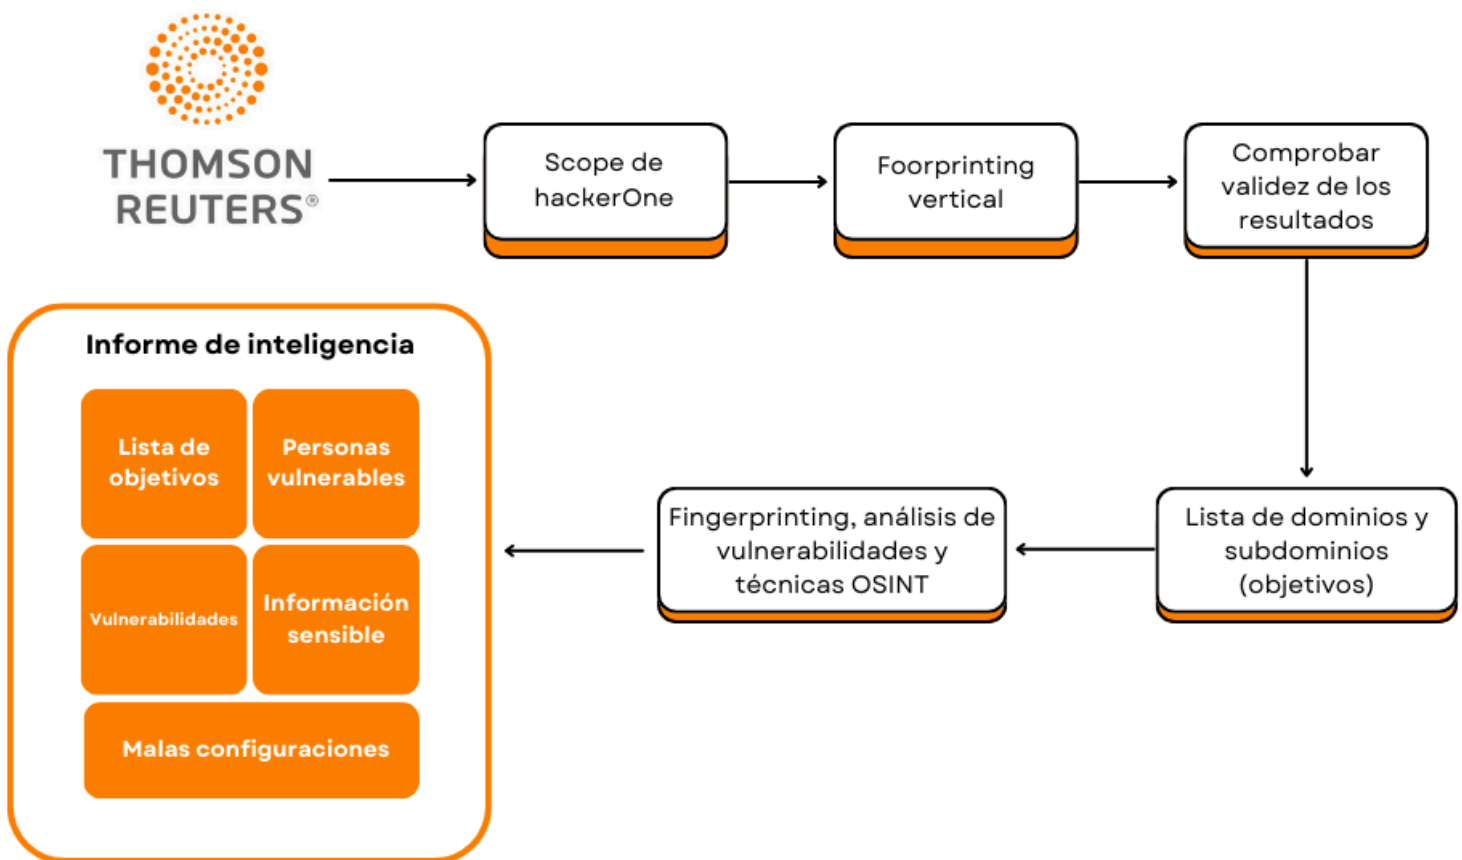 THOMSON
REUTERS®
Scope de
hackerOne
Foorprinting
vertical
Comprobar
validez de los
resultados
Lista de dominios y
subdominios
(objetivos)
Fingerprinting, análisis de
vulnerabilidades y
técnicas OSINT
Informe de inteligencia
Lista de
objetivos
Personas
vulnerables
Vulnerabilidades
Información
sensible
Malas configuraciones